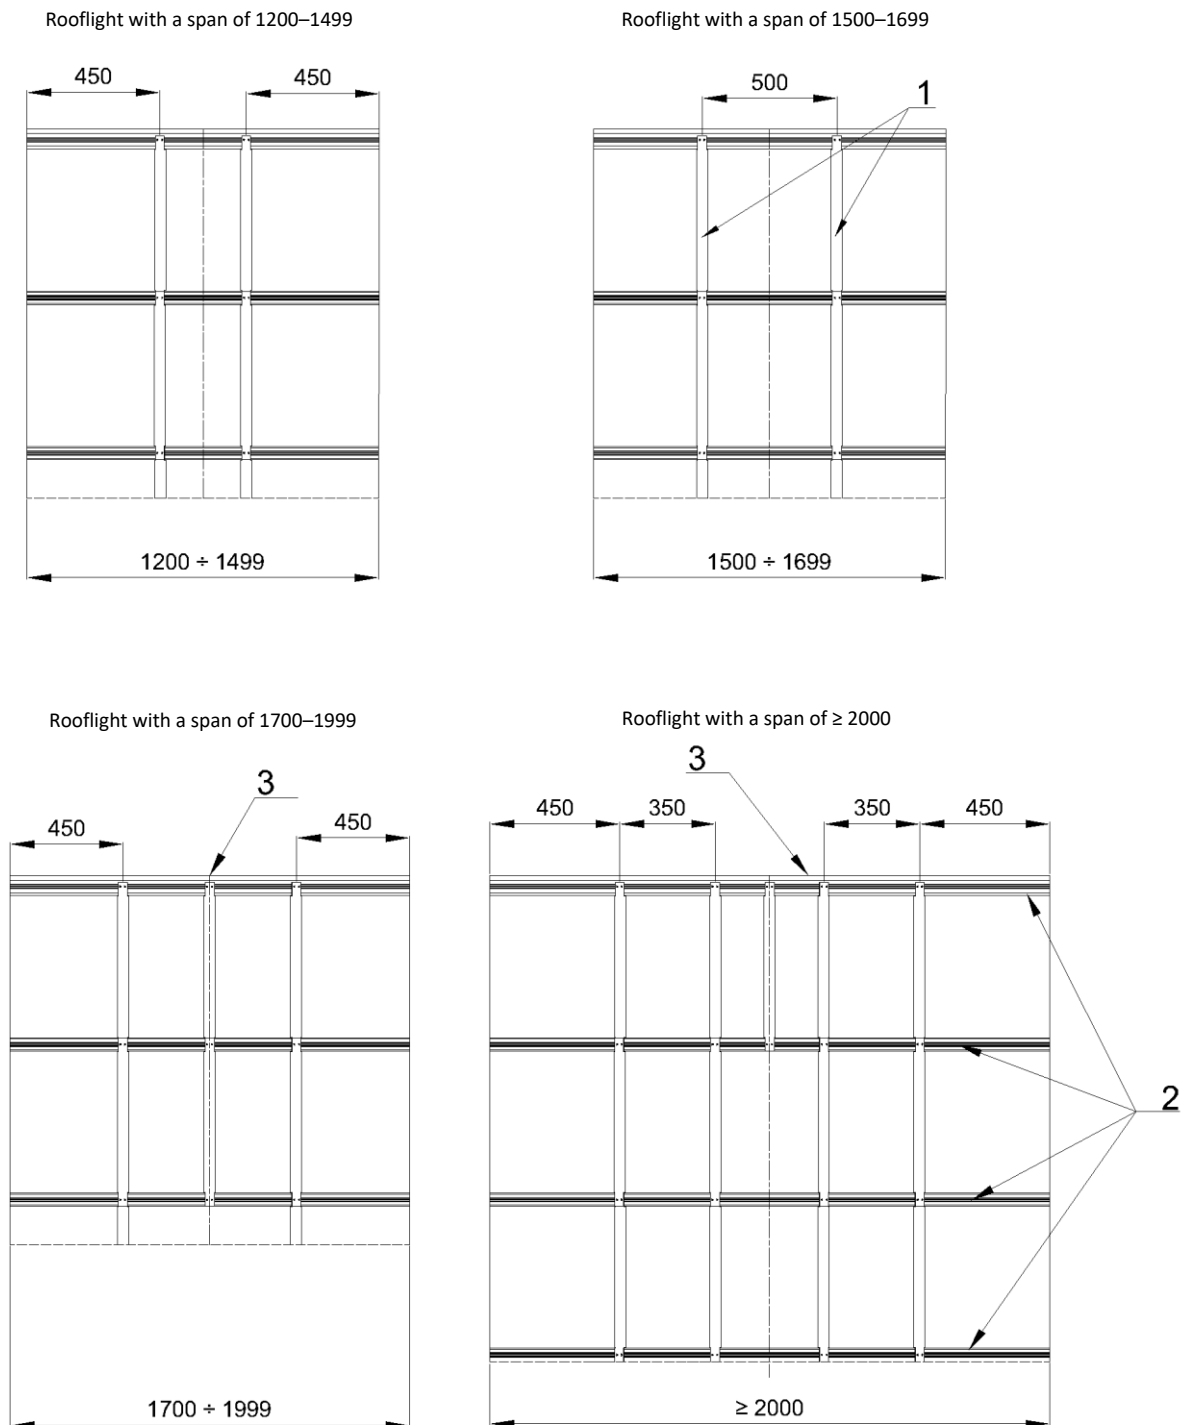 Rooflight with a span of 1200–1499
Rooflight with a span of 1500–1699
450
450
500
1
1200 ÷ 1499
1500 ÷ 1699
Rooflight with a span of 1700–1999
Rooflight with a span of ≥ 2000
3
3
450
450
450
350
350
450
2
1700 ÷ 1999
≥ 2000